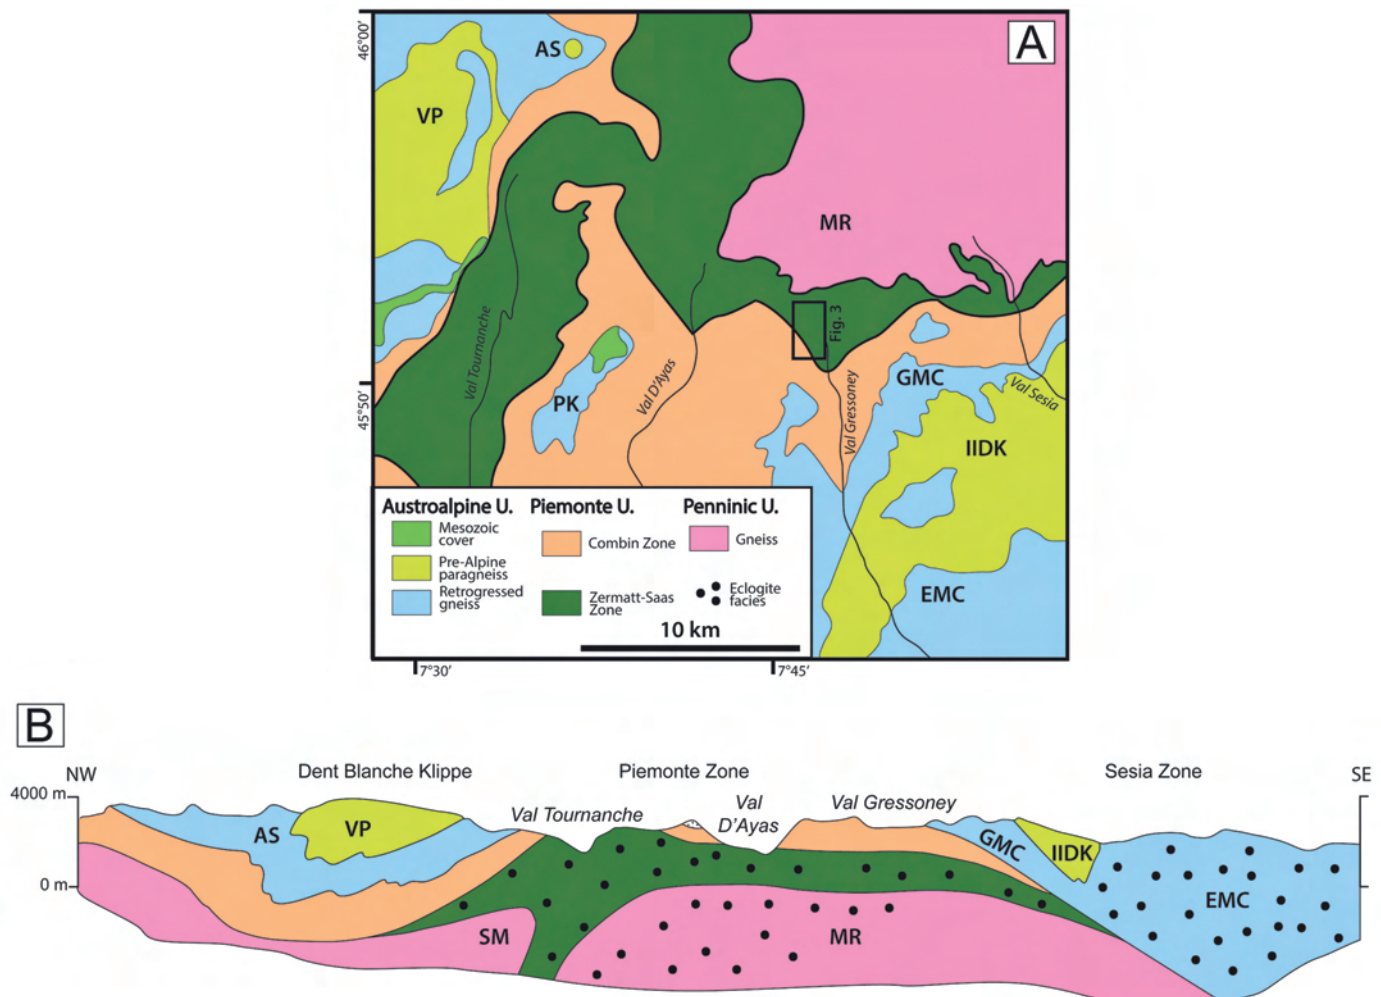 A
46°00'
AS
VP
MR
Fig. 3
Val Tournanche
Val D'Ayas
PK
GMC
Val Gressoney
Val Sesia
45°50'
IIDK
EMC
Austroalpine U.
Piemonte U.
Penninic U.
Mesozoic
cover
Combin Zone
Gneiss
Pre-Alpine
paragneiss
Retrogressed
gneiss
Zermatt-Saas
Zone
Eclogite
facies
10 km
7°30'
7°45'
B
NW
Dent Blanche Klippe
Piemonte Zone
Sesia Zone
SE
4000 m
Val Tournanche
Val
D'Ayas
Val Gressoney
AS
VP
GMC
IIDK
0 m
EMC
SM
MR